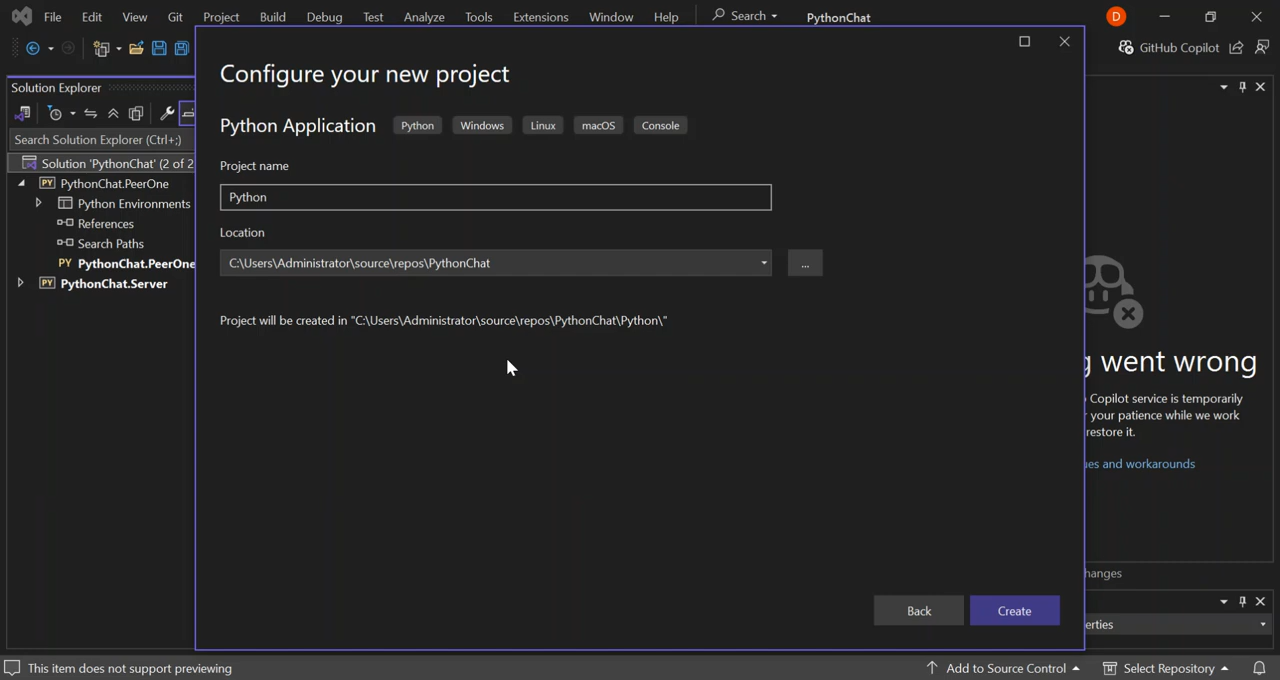 File Edit View Git Project Build Debug Test Analyze Tools Extensions Window Help Search PythonChat D
GitHub Copilot
Configure your new project
Solution Explorer
Python Application Python Windows Linux macOS Console
Search Solution Explorer (Ctrl+;)
Solution 'PythonChat' (2 of 2
Project name
PY PythonChat.PeerOne
Python
Python Environments
References
Location
Search Paths
PY PythonChat.PeerOne
C:\Users\Administrator\source\repos\PythonChat
...
PY PythonChat.Server
Project will be created in "C:\Users\Administrator\source\repos\PythonChat\Python\"
went wrong
Copilot service is temporarily
your patience while we work
restore it.
ues and workarounds
hanges
Back Create
erties
This item does not support previewing
Add to Source Control Select Repository